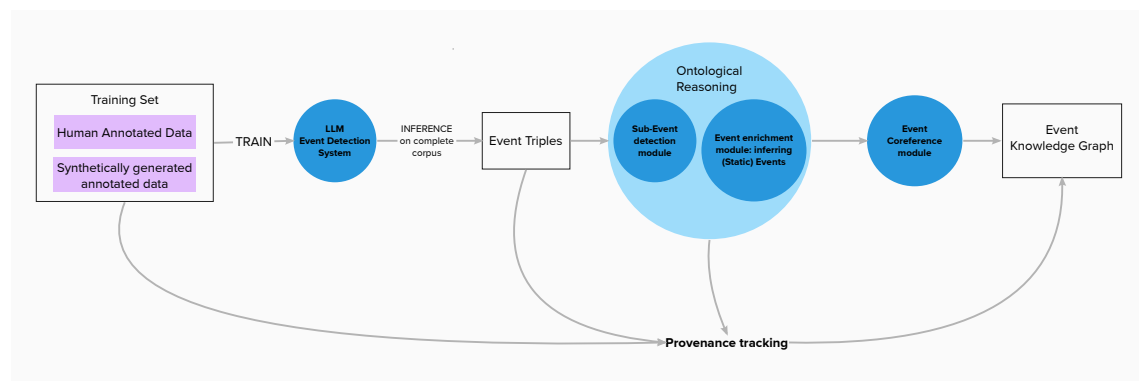 Training Set
Human Annotated Data
Synthetically generated
annotated data
TRAIN
LLM
Event Detection
System
INFERENCE
on complete
corpus
Event Triples
Ontological
Reasoning
Sub-Event
detection
module
Event enrichment
module: inferring
(Static) Events
Event
Coreference
module
Event
Knowledge Graph
Provenance tracking